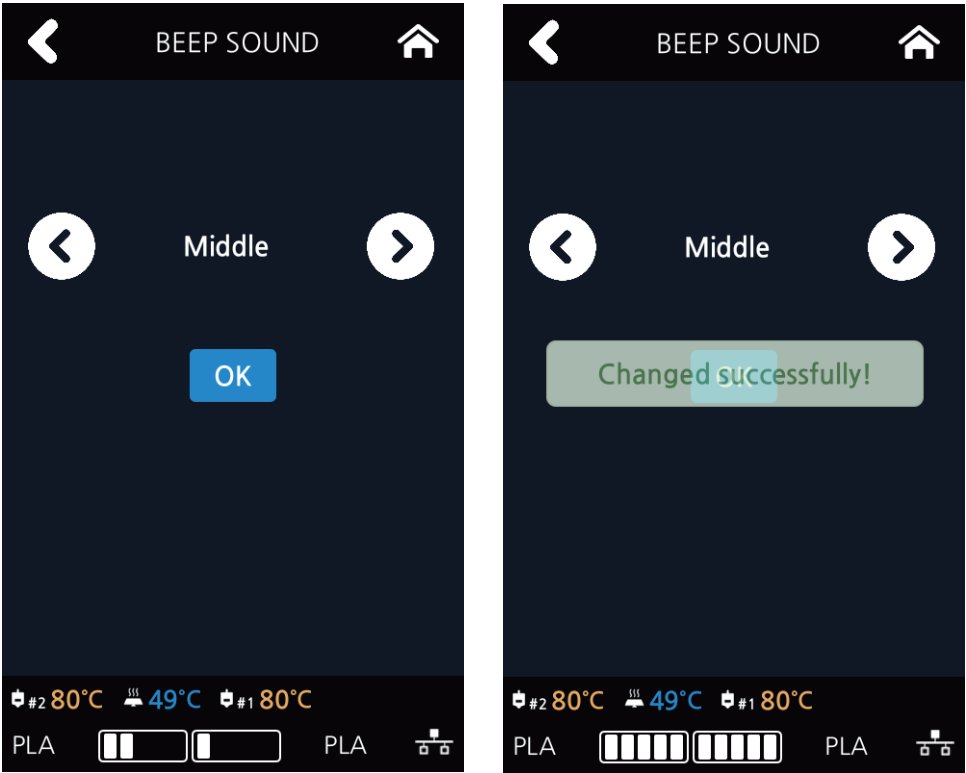 BEEP SOUND
Middle
OK
#2 80°C 49°C #1 80°C
PLA PLA
BEEP SOUND
Middle
Changed successfully!
OK
#2 80°C 49°C #1 80°C
PLA PLA